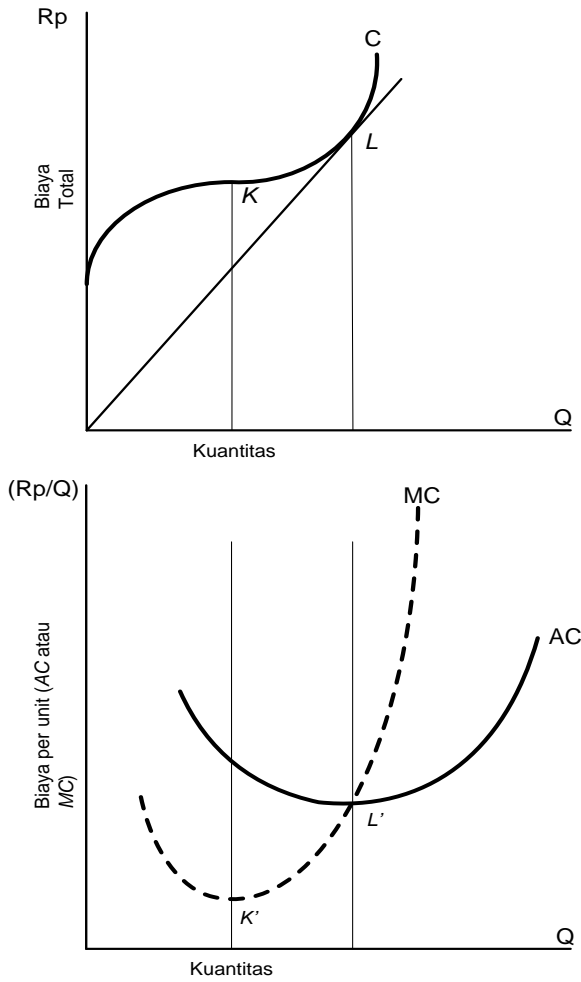 Rp
C
L
K
Biaya
Total
Q
Kuantitas
(Rp/Q)
MC
AC
Biaya per unit (AC atau
MC)
L’
K’
Q
Kuantitas